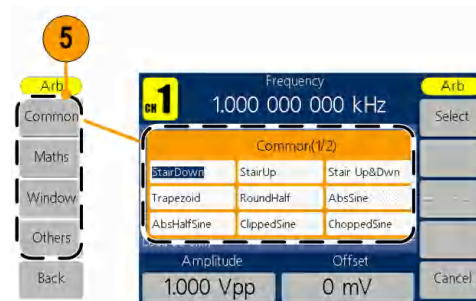 5
Arb
Common
Maths
Window
Others
Back
CH 1
Frequency
1.000 000 000 kHz
Common(1/2)
StairDown StairUp Stair Up&Dwn
Trapezoid RoundHalf AbsSine
AbsHalfSine ClippedSine ChoppedSine
Amplitude Offset
1.000 Vpp 0 mV
Arb
Select
Cancel